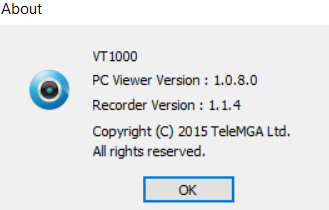 About
VT1000
PC Viewer Version : 1.0.8.0
Recorder Version : 1.1.4
Copyright (C) 2015 TeleMGA Ltd.
All rights reserved.
OK